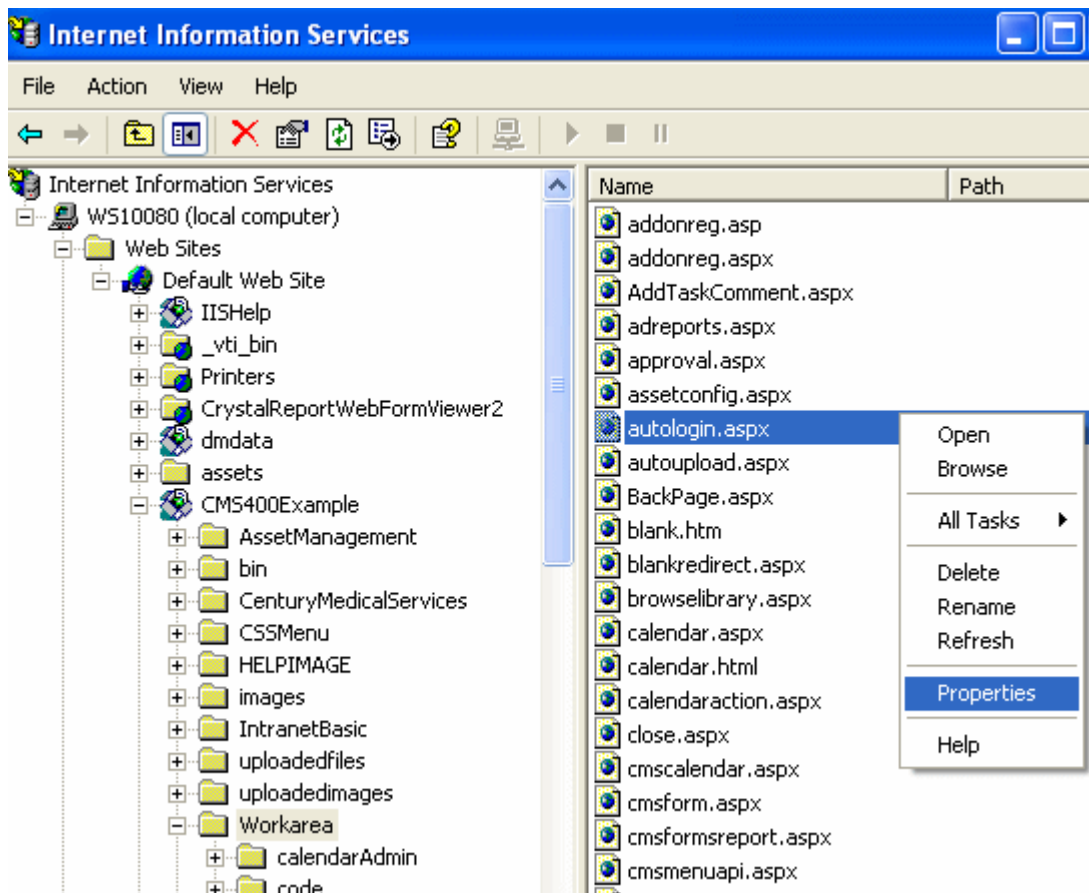 Internet Information Services
File Action View Help
Internet Information Services
WS10080 (local computer)
Web Sites
Default Web Site
IISHelp
_vti_bin
Printers
CrystalReportWebFormViewer2
dmdata
assets
CMS400Example
AssetManagement
bin
CenturyMedicalServices
CSSMenu
HELPIMAGE
images
IntranetBasic
uploadedfiles
uploadedimages
Workarea
calendarAdmin
code
Name Path
addonreg.asp
addonreg.aspx
AddTaskComment.aspx
adreports.aspx
approval.aspx
assetconfig.aspx
autologin.aspx
autoupload.aspx
BackPage.aspx
blank.htm
blankredirect.aspx
browselibrary.aspx
calendar.aspx
calendar.html
calendaraction.aspx
close.aspx
cmscalendar.aspx
cmsform.aspx
cmsformsreport.aspx
cmsmenuapi.aspx
Open
Browse
All Tasks
Delete
Rename
Refresh
Properties
Help